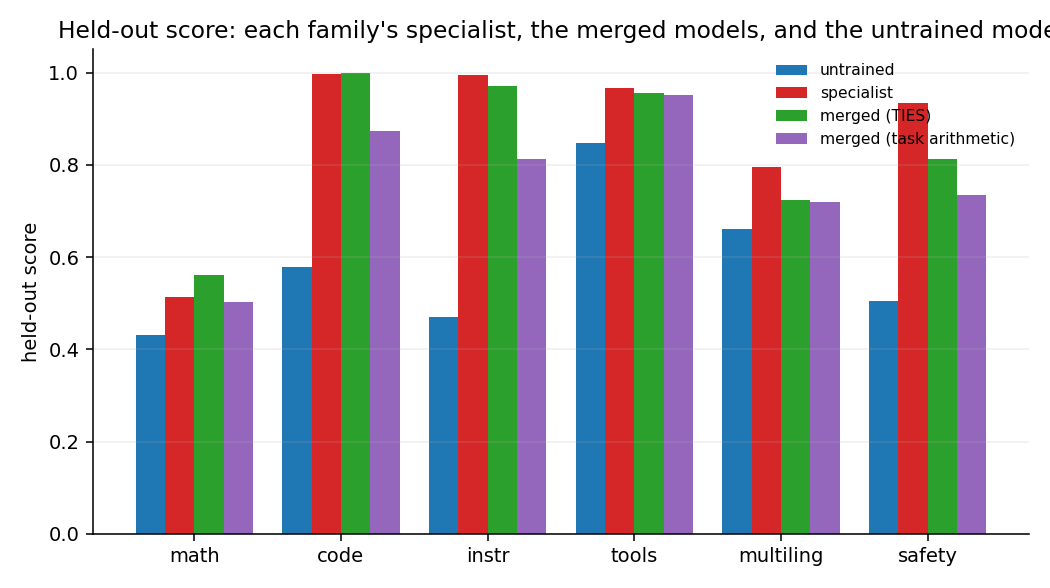 Held-out score: each family's specialist, the merged models, and the untrained mode
untrained
specialist
merged (TIES)
merged (task arithmetic)
held-out score
1.0
0.8
0.6
0.4
0.2
0.0
math code instr tools multiling safety